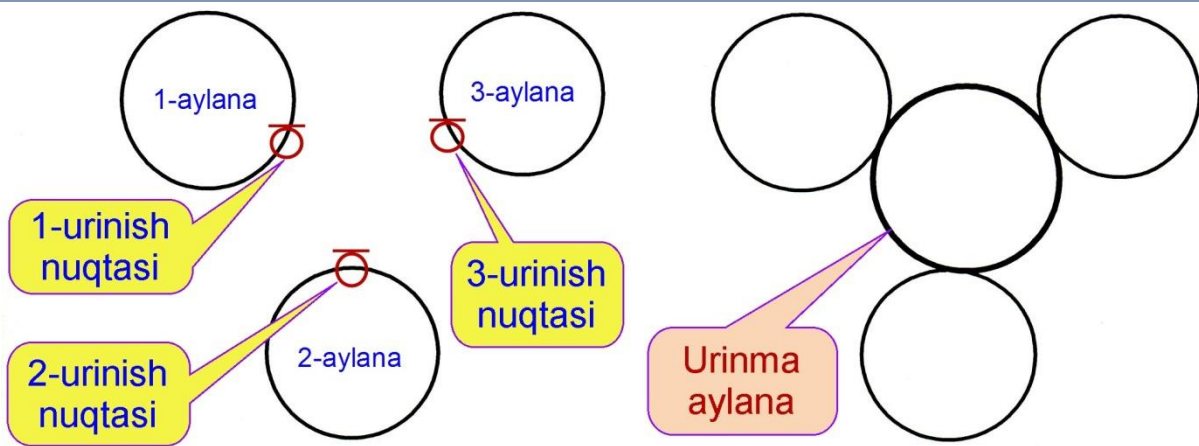 1-aylana
3-aylana
1-urinish
nuqtasi
3-urinish
nuqtasi
2-aylana
2-urinish
nuqtasi
Urinma
aylana